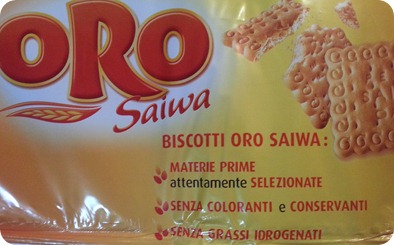 ORO
Saiwa
BISCOTTI ORO SAIWA:
MATERIE PRIME
attentamente SELEZIONATE
SENZA COLORANTI e CONSERVANTI
SENZA GRASSI IDROGENATI